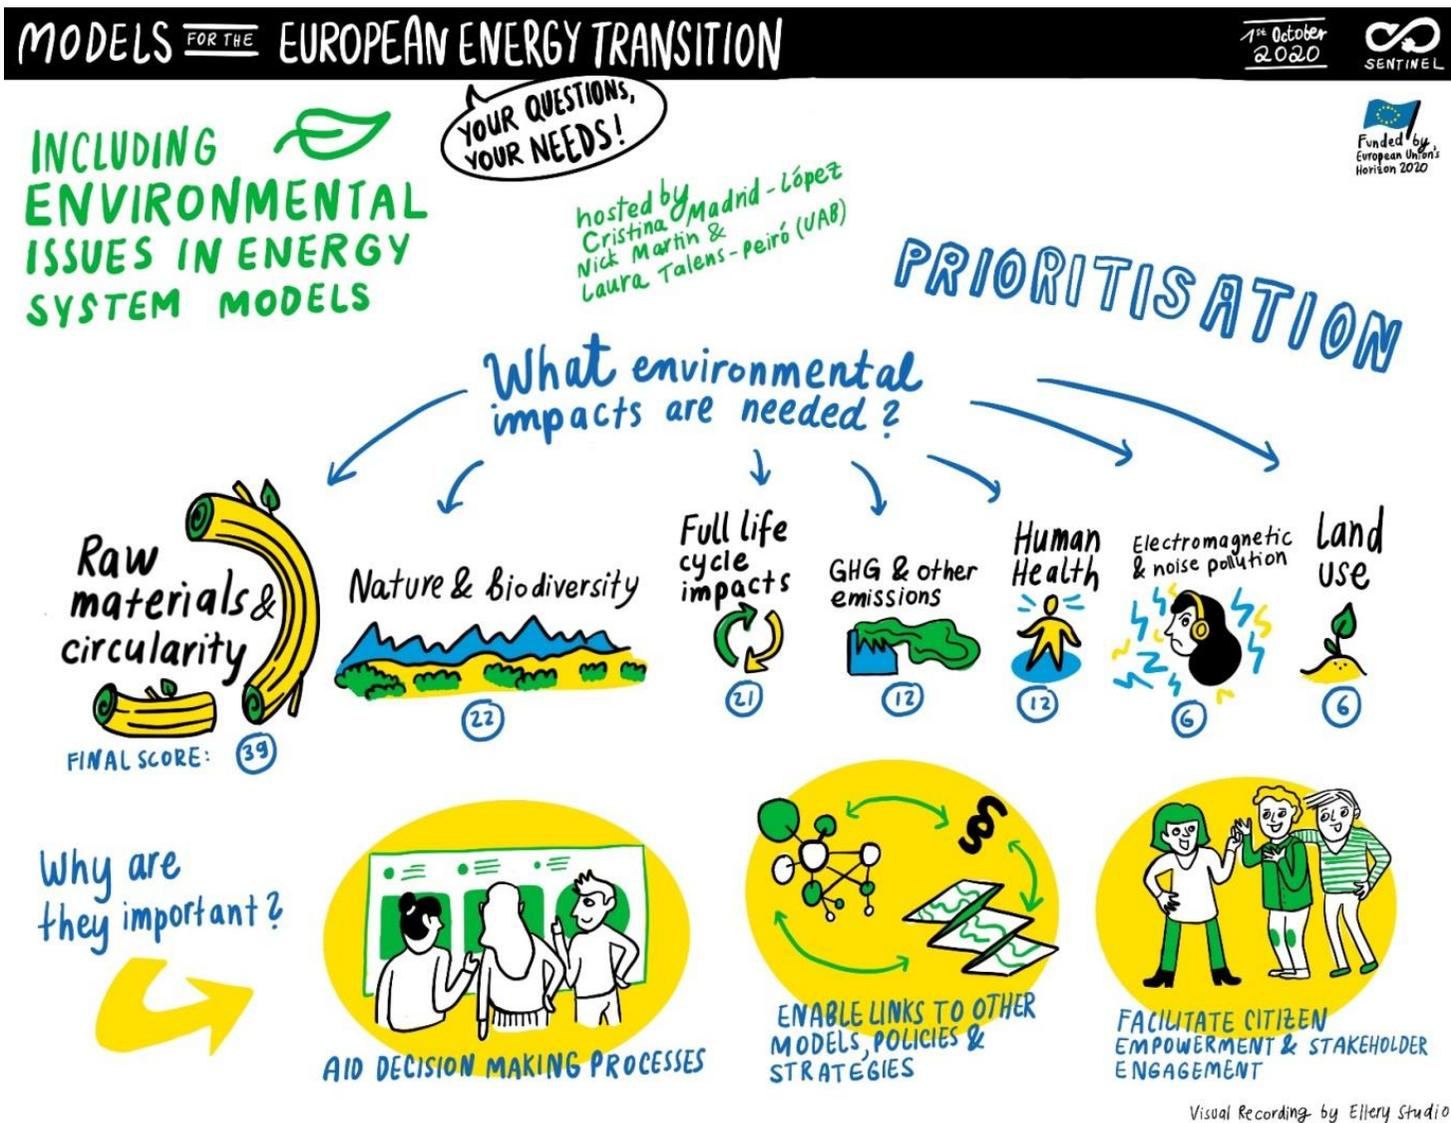 MODELS FOR THE EUROPEAN ENERGY TRANSITION
1st October
2020
SENTINEL
YOUR QUESTIONS,
YOUR NEEDS!
Funded by
European Union's
Horizon 2020
INCLUDING
ENVIRONMENTAL
ISSUES IN ENERGY
SYSTEM MODELS
hosted by
Cristina Madrid-López
Nick Martin &
Laura Talens-Peiró (UAB)
PRIORITISATION
What environmental
impacts are needed?
Raw
materials &
circularity
FINAL SCORE: 39
Nature & Biodiversity
22
Full life
cycle
impacts
21
GHG & other
emissions
12
Human
Health
12
Electromagnetic
& noise pollution
6
Land
use
6
Why are
they important?
AID DECISION MAKING PROCESSES
§
ENABLE LINKS TO OTHER
MODELS, POLICIES &
STRATEGIES
FACILITATE CITIZEN
EMPOWERMENT & STAKEHOLDER
ENGAGEMENT
Visual Recording by Ellery Studio